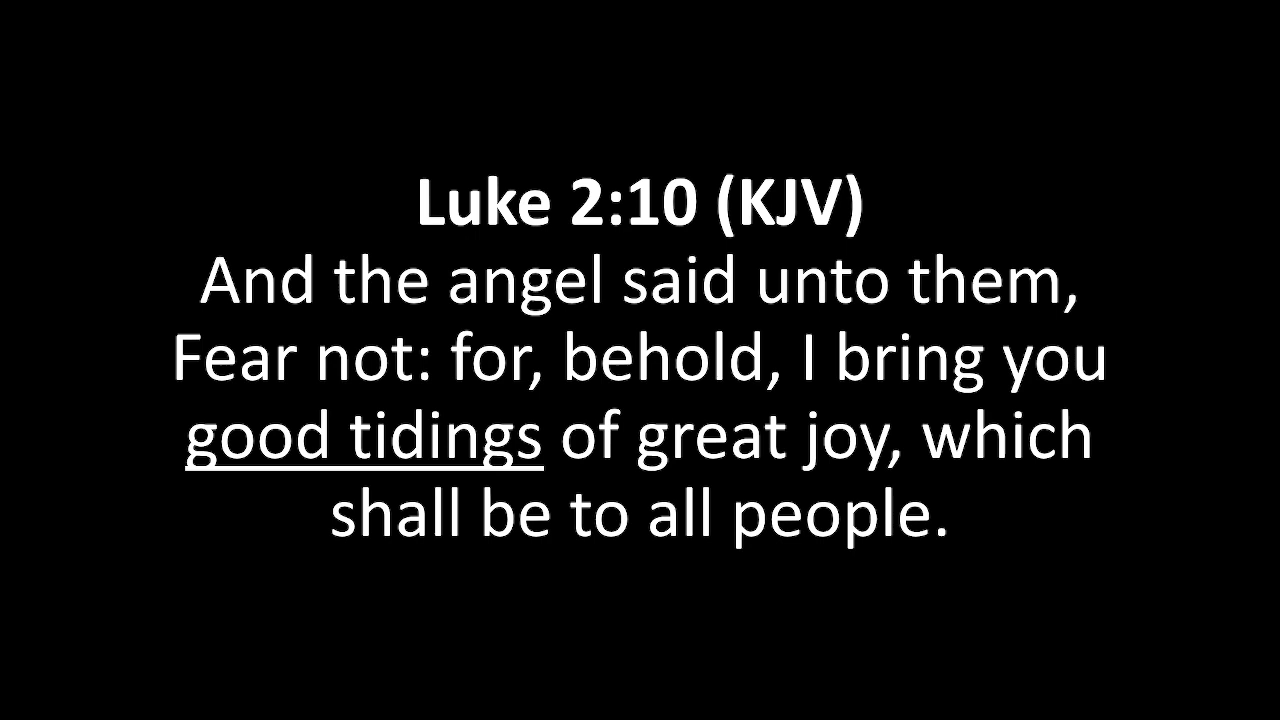 Luke 2:10 (KJV)
And the angel said unto them,
Fear not: for, behold, I bring you
good tidings of great joy, which
shall be to all people.